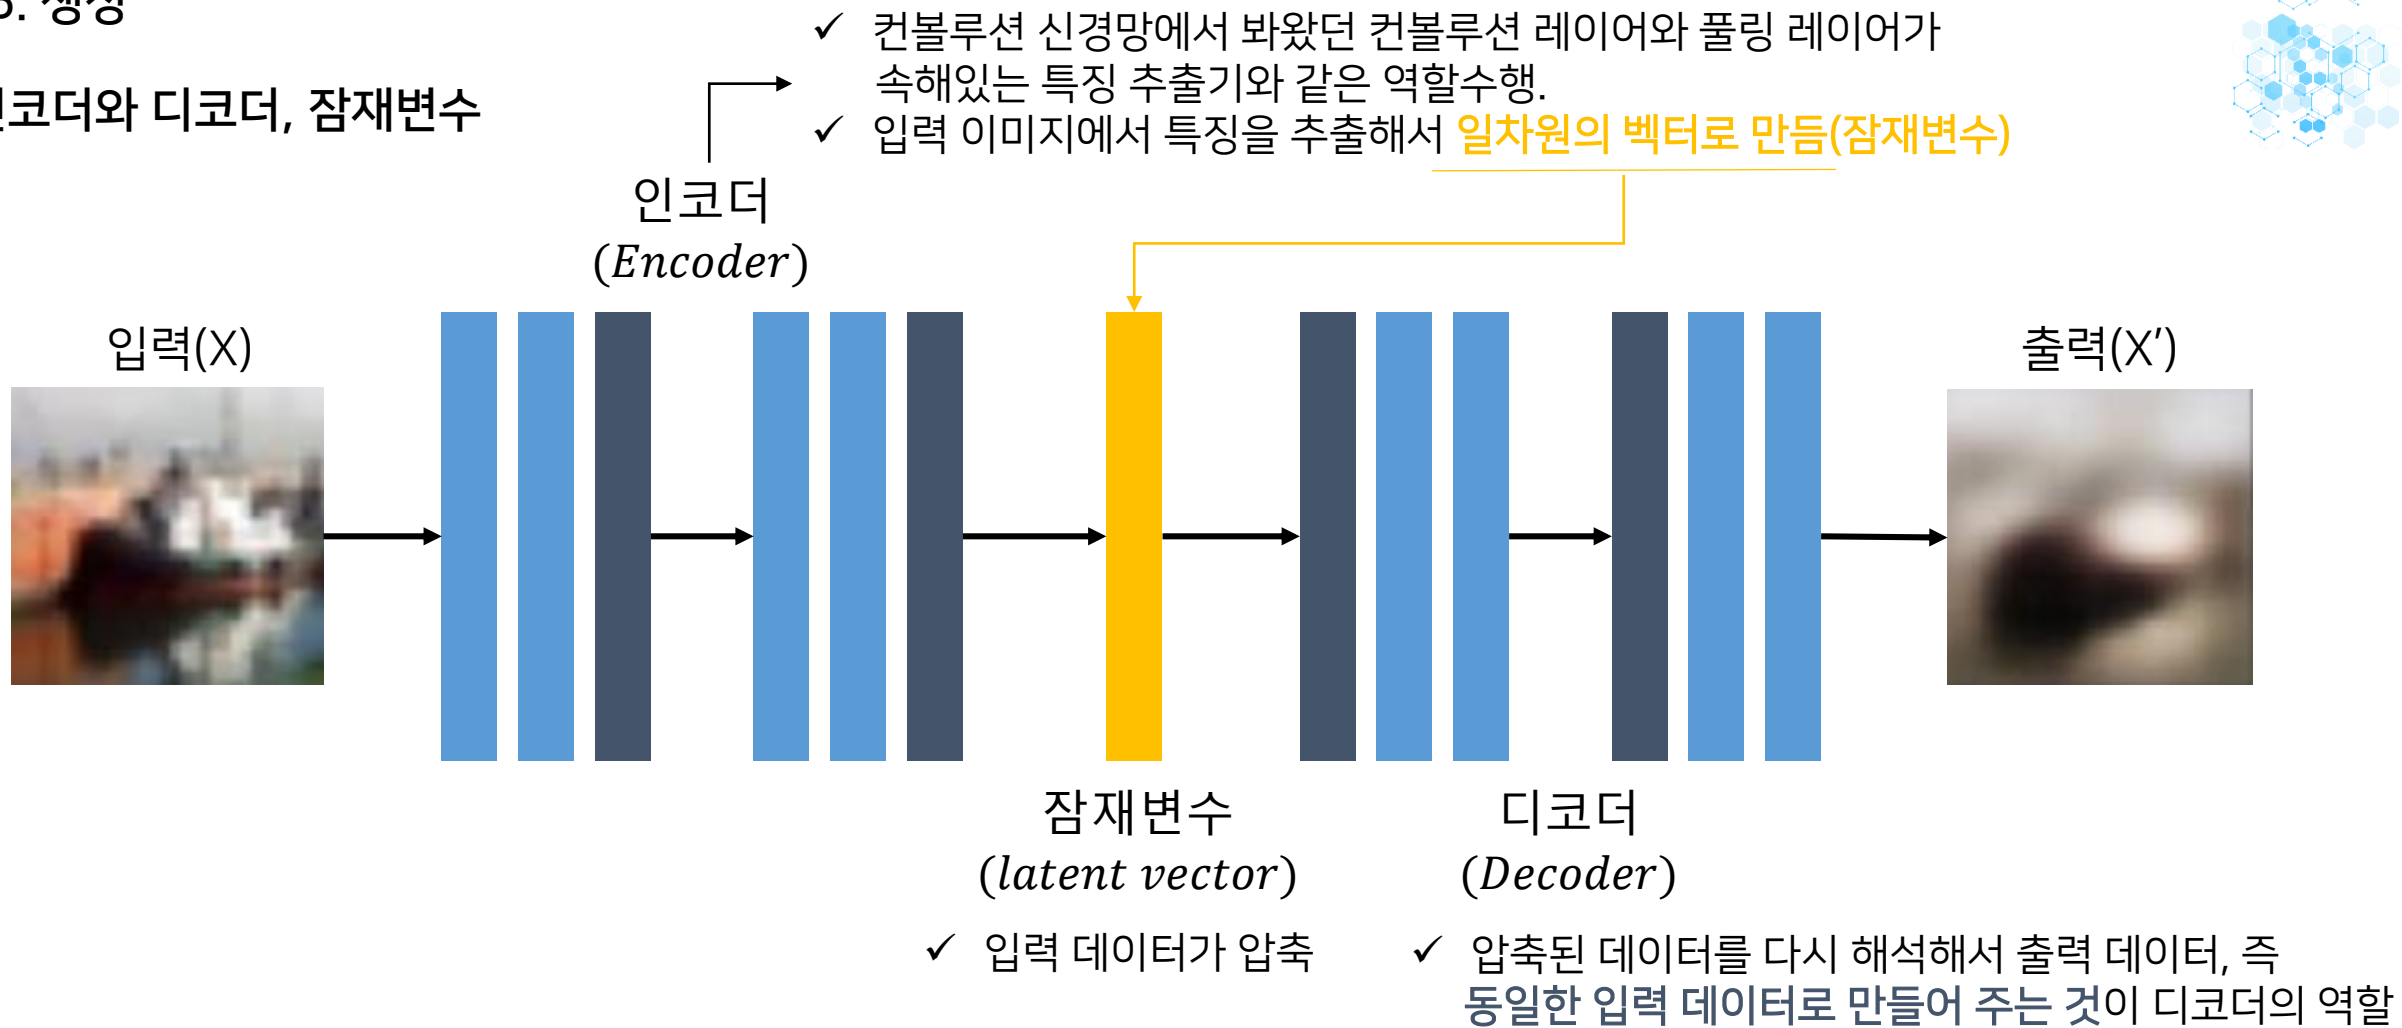 생성
코더와 디코더, 잠재변수
✓ 컨볼루션 신경망에서 봐왔던 컨볼루션 레이어와 풀링 레이어가
속해있는 특징 추출기와 같은 역할수행.
✓ 입력 이미지에서 특징을 추출해서 일차원의 벡터로 만듬(잠재변수)
인코더
(Encoder)
입력(X)
출력(X′)
잠재변수
(latent vector)
✓ 입력 데이터가 압축
디코더
(Decoder)
✓ 압축된 데이터를 다시 해석해서 출력 데이터, 즉
동일한 입력 데이터로 만들어 주는 것이 디코더의 역할